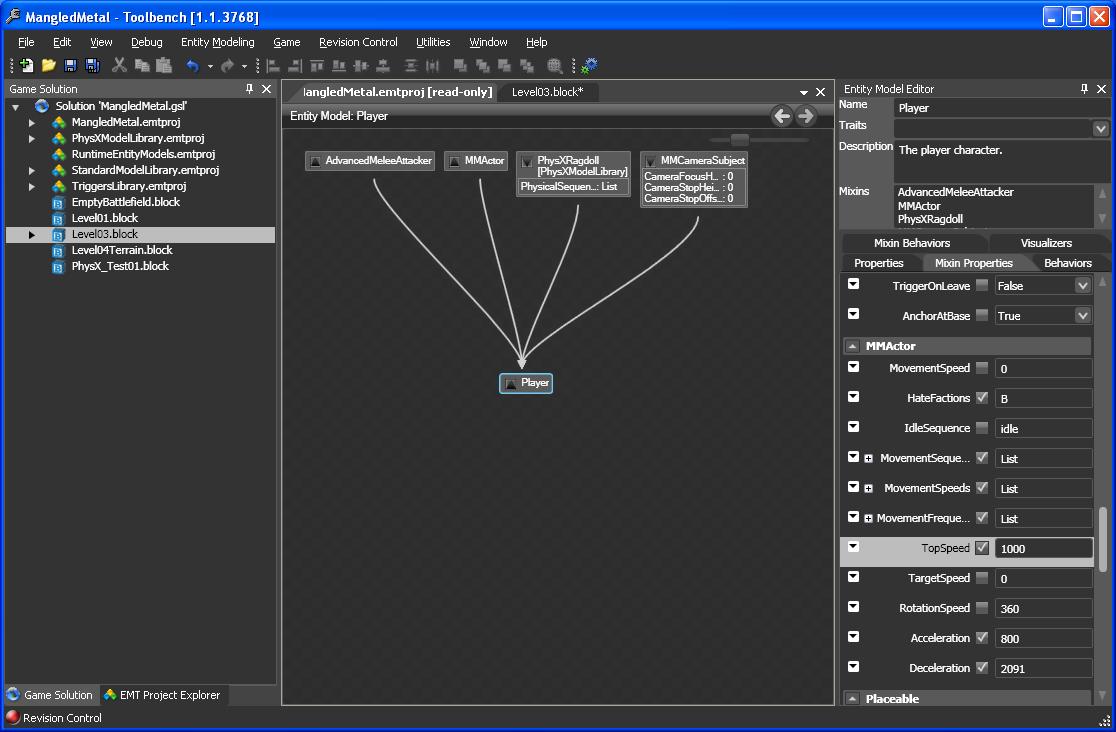 MangledMetal - Toolbench [1.1.3768]
File Edit View Debug Entity Modeling Game Revision Control Utilities Window Help
Game Solution
Solution 'MangledMetal.gsl'
MangledMetal.emtproj
PhysXModelLibrary.emtproj
RuntimeEntityModels.emtproj
StandardModelLibrary.emtproj
TriggersLibrary.emtproj
EmptyBattlefield.block
Level01.block
Level03.block
Level04Terrain.block
PhysX_Test01.block
Game Solution EMT Project Explorer
Revision Control
langledMetal.emtproj [read-only] Level03.block*
Entity Model: Player
AdvancedMeleeAttacker
MMActor
PhysXRagdoll
[PhysXModelLibrary]
PhysicalSequen...: List
MMCameraSubject
CameraFocusH... : 0
CameraStopHei... : 0
CameraStopOffs... : 0
Player
Entity Model Editor
Name Player
Traits
Description The player character.
Mixins AdvancedMeleeAttacker
MMActor
PhysXRagdoll
Mixin Behaviors Visualizers
Properties Mixin Properties Behaviors
TriggerOnLeave False
AnchorAtBase True
MMActor
MovementSpeed 0
HateFactions B
IdleSequence idle
MovementSeque... List
MovementSpeeds List
MovementFreque... List
TopSpeed 1000
TargetSpeed 0
RotationSpeed 360
Acceleration 800
Deceleration 2091
Placeable